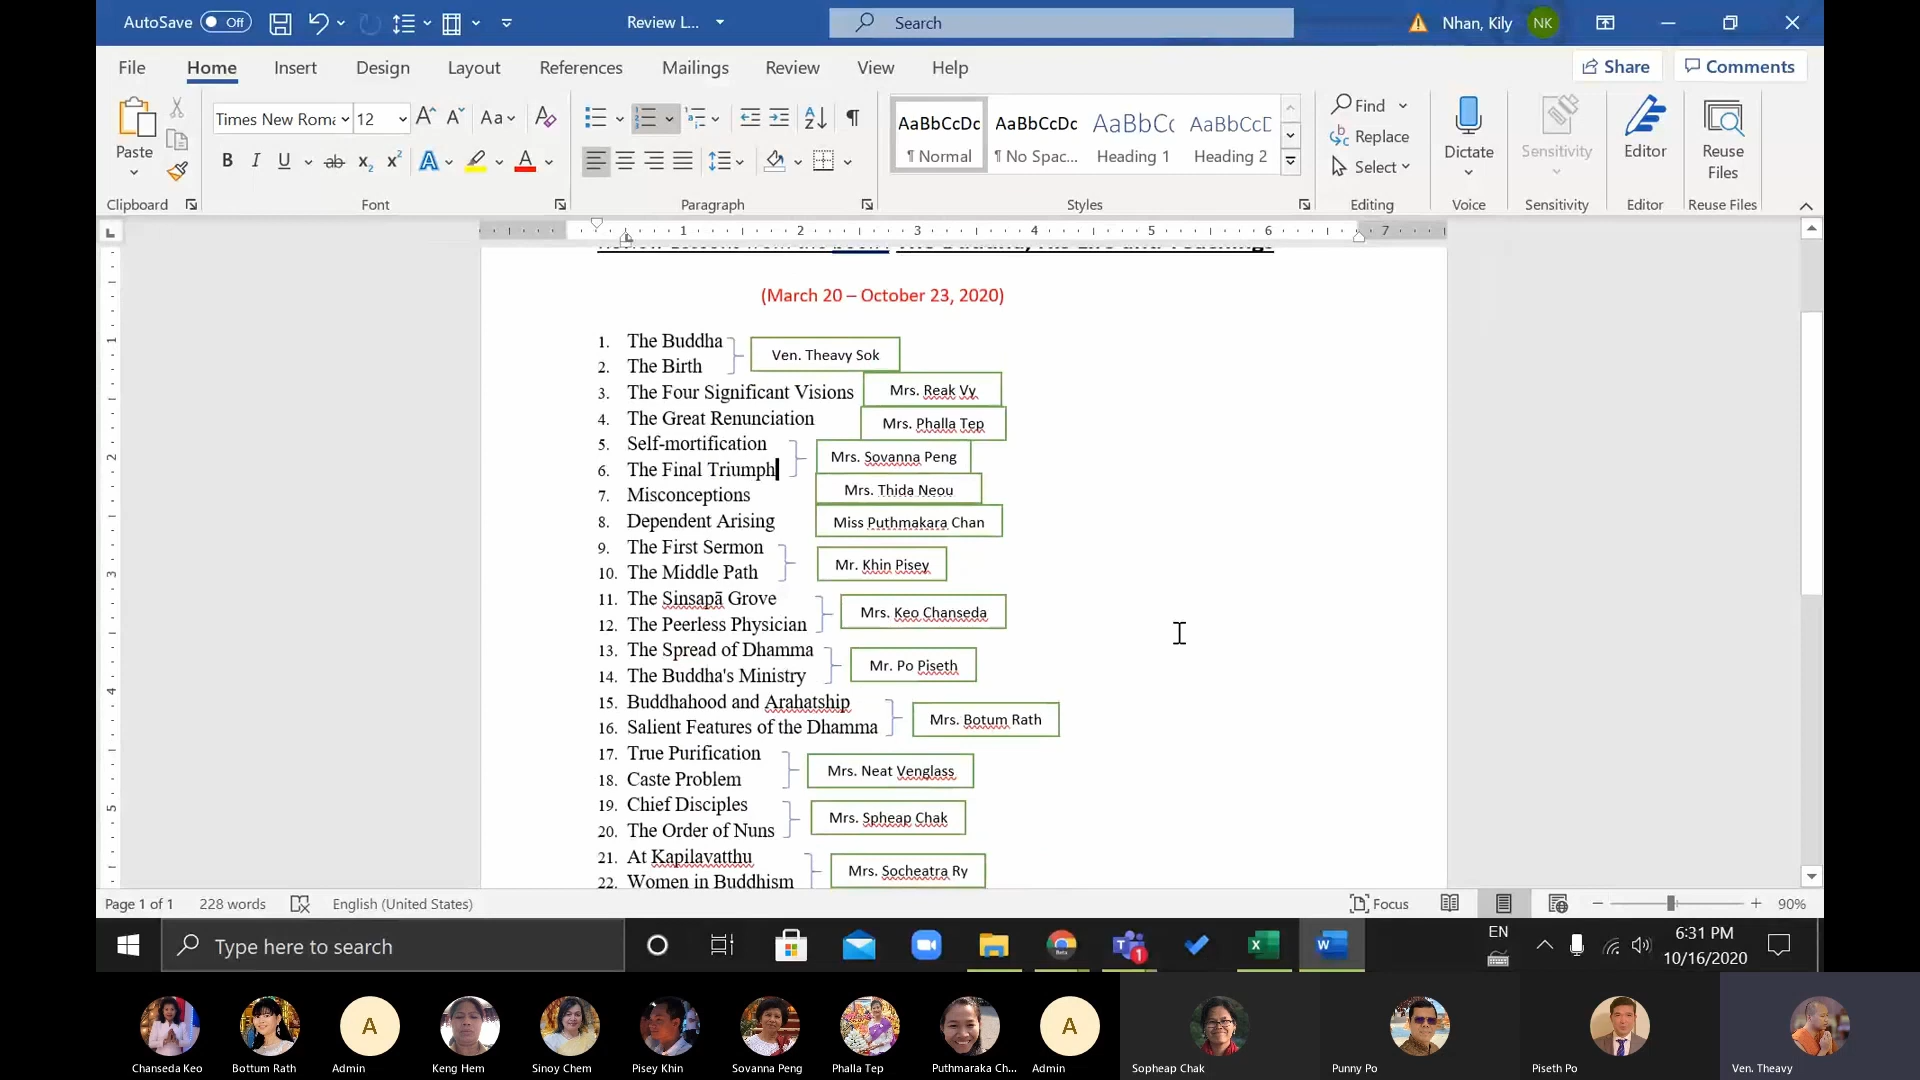 AutoSave Off Review L... Search Nhan, Kily NK
File Home Insert Design Layout References Mailings Review View Help Share Comments
Times New Roma 12 Aa AaBbCcDc AaBbCcDc AaBbCc AaBbCcD Find
Paste ¶ Normal ¶ No Spac... Heading 1 Heading 2 Replace Select Dictate Sensitivity Editor Reuse Files
Clipboard Font Paragraph Styles Editing Voice Sensitivity Editor Reuse Files
1 2 3 4 5 6 7
(March 20 – October 23, 2020)
1. The Buddha
Ven. Theavy Sok
2. The Birth
3. The Four Significant Visions Mrs. Reak Vy
4. The Great Renunciation Mrs. Phalla Tep
5. Self-mortification
Mrs. Sovanna Peng
6. The Final Triumph
7. Misconceptions Mrs. Thida Neou
8. Dependent Arising Miss Puthmakara Chan
9. The First Sermon
Mr. Khin Pisey
10. The Middle Path
11. The Sinsapā Grove
Mrs. Keo Chanseda
12. The Peerless Physician
13. The Spread of Dhamma
Mr. Po Piseth
14. The Buddha's Ministry
15. Buddhahood and Arahatship
Mrs. Botum Rath
16. Salient Features of the Dhamma
17. True Purification
Mrs. Neat Venglass
18. Caste Problem
19. Chief Disciples
Mrs. Spheap Chak
20. The Order of Nuns
21. At Kapilavatthu
Mrs. Socheatra Ry
22. Women in Buddhism
Page 1 of 1 228 words English (United States) Focus 90%
Type here to search EN 6:31 PM
10/16/2020
Chanseda Keo Bottum Rath Admin Keng Hem Sinoy Chem Pisey Khin Sovanna Peng Phalla Tep Puthmaraka Ch... Admin Sopheap Chak Punny Po Piseth Po Ven. Theavy